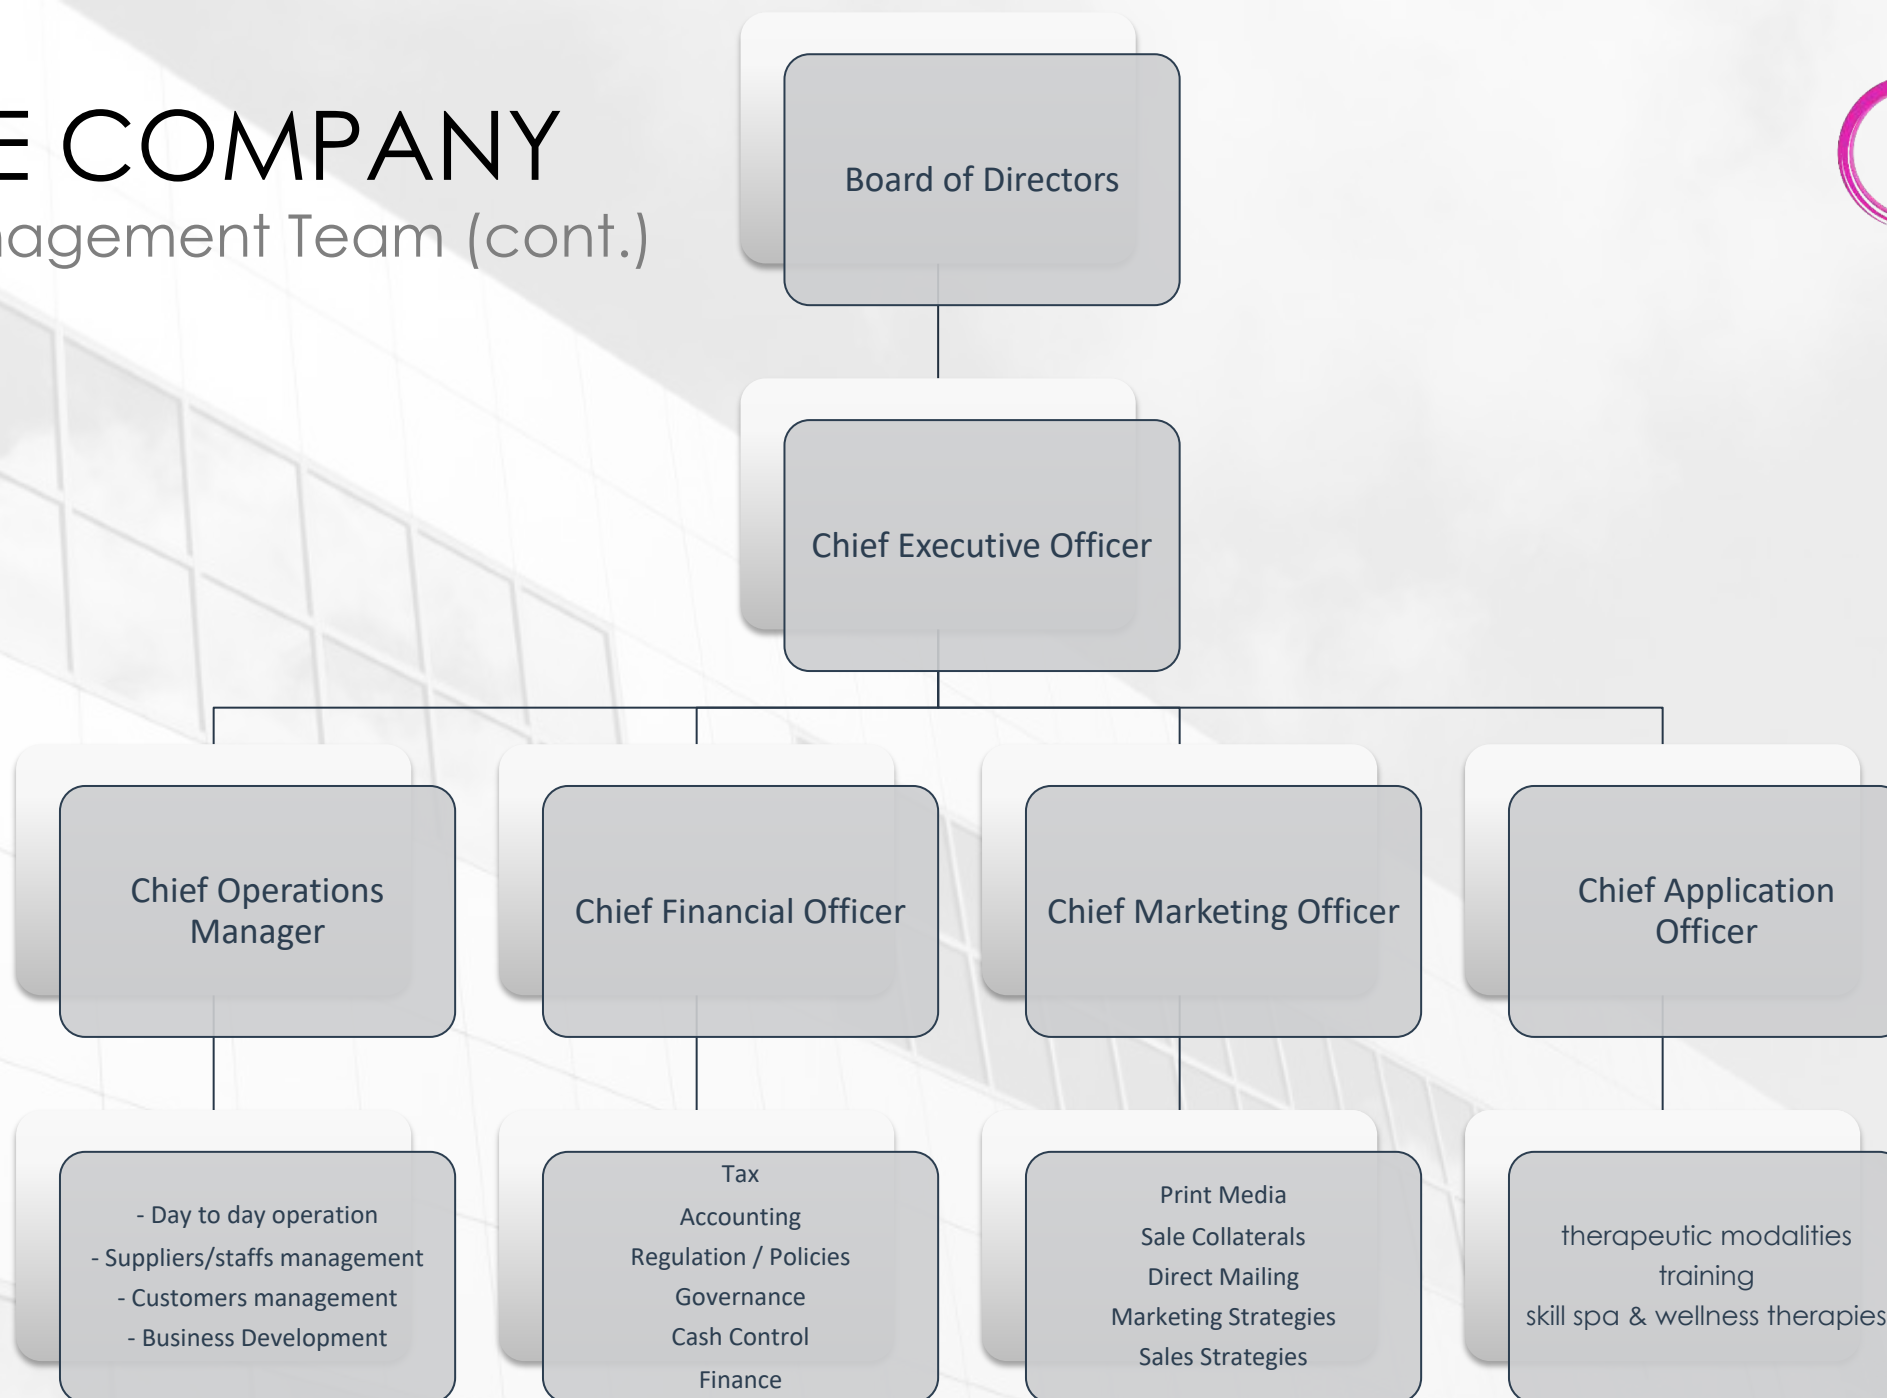 E COMPANY
agement Team (cont.)
Board of Directors
Chief Executive Officer
Chief Operations
Manager
Chief Financial Officer
Chief Marketing Officer
Chief Application
Officer
- Day to day operation
- Suppliers/staffs management
- Customers management
- Business Development
Tax
Accounting
Regulation / Policies
Governance
Cash Control
Finance
Print Media
Sale Collaterals
Direct Mailing
Marketing Strategies
Sales Strategies
therapeutic modalities
training
skill spa & wellness therapies